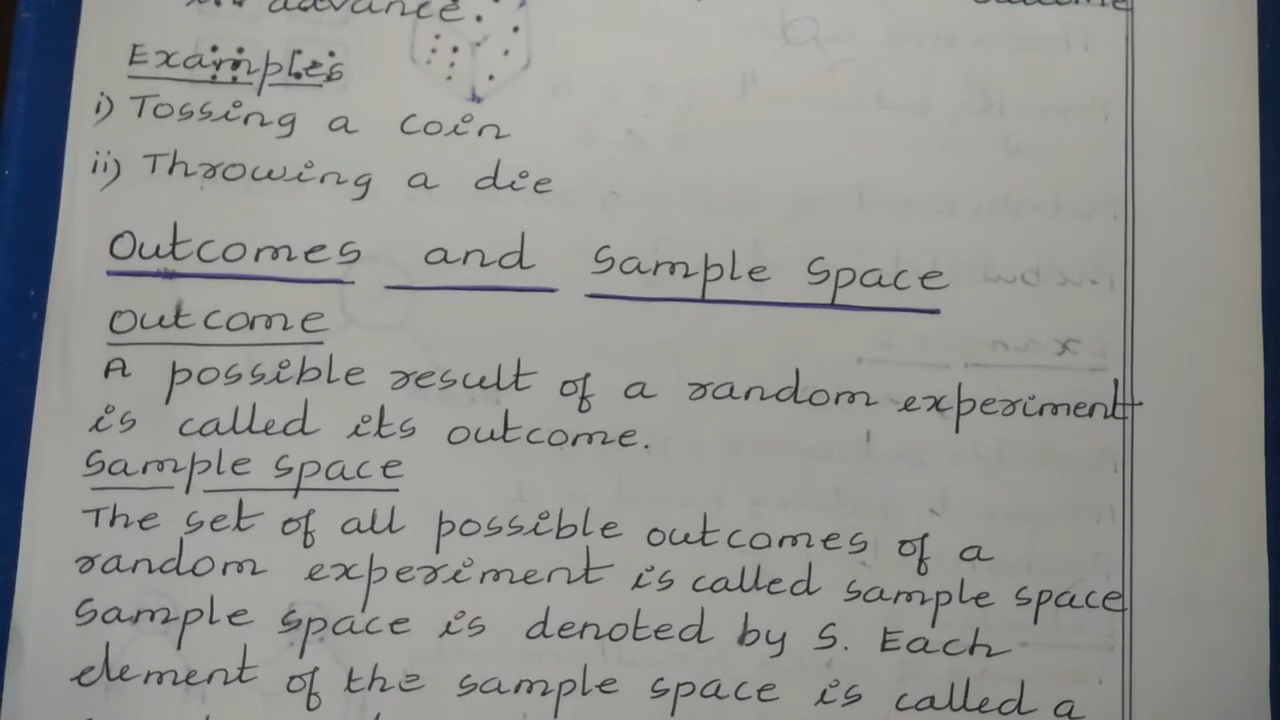 advance.
Examples
i) Tossing a coin
ii) Throwing a die
Outcomes and Sample Space
Outcome
A possible result of a random experiment
is called its outcome.
Sample space
The set of all possible outcomes of a
random experiment is called sample space
Sample space is denoted by S. Each
element of the sample space is called a